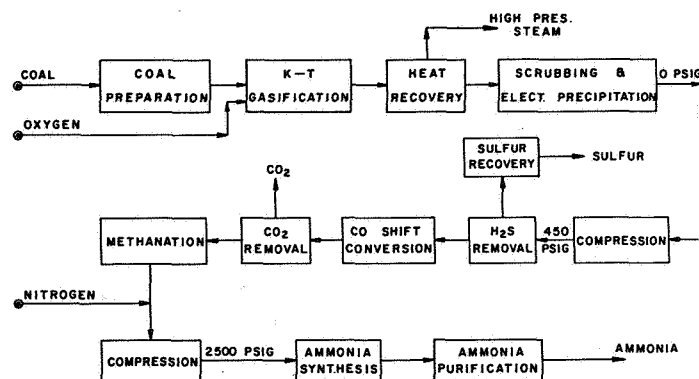 HIGH PRES.
STEAM
COAL
COAL
PREPARATION
K-T
GASIFICATION
HEAT
RECOVERY
SCRUBBING &
ELECT. PRECIPITATION
0 PSIG
OXYGEN
SULFUR
RECOVERY
SULFUR
CO2
METHANATION
CO2
REMOVAL
CO SHIFT
CONVERSION
H2S
REMOVAL
450
PSIG
COMPRESSION
NITROGEN
COMPRESSION
2500 PSIG
AMMONIA
SYNTHESIS
AMMONIA
PURIFICATION
AMMONIA